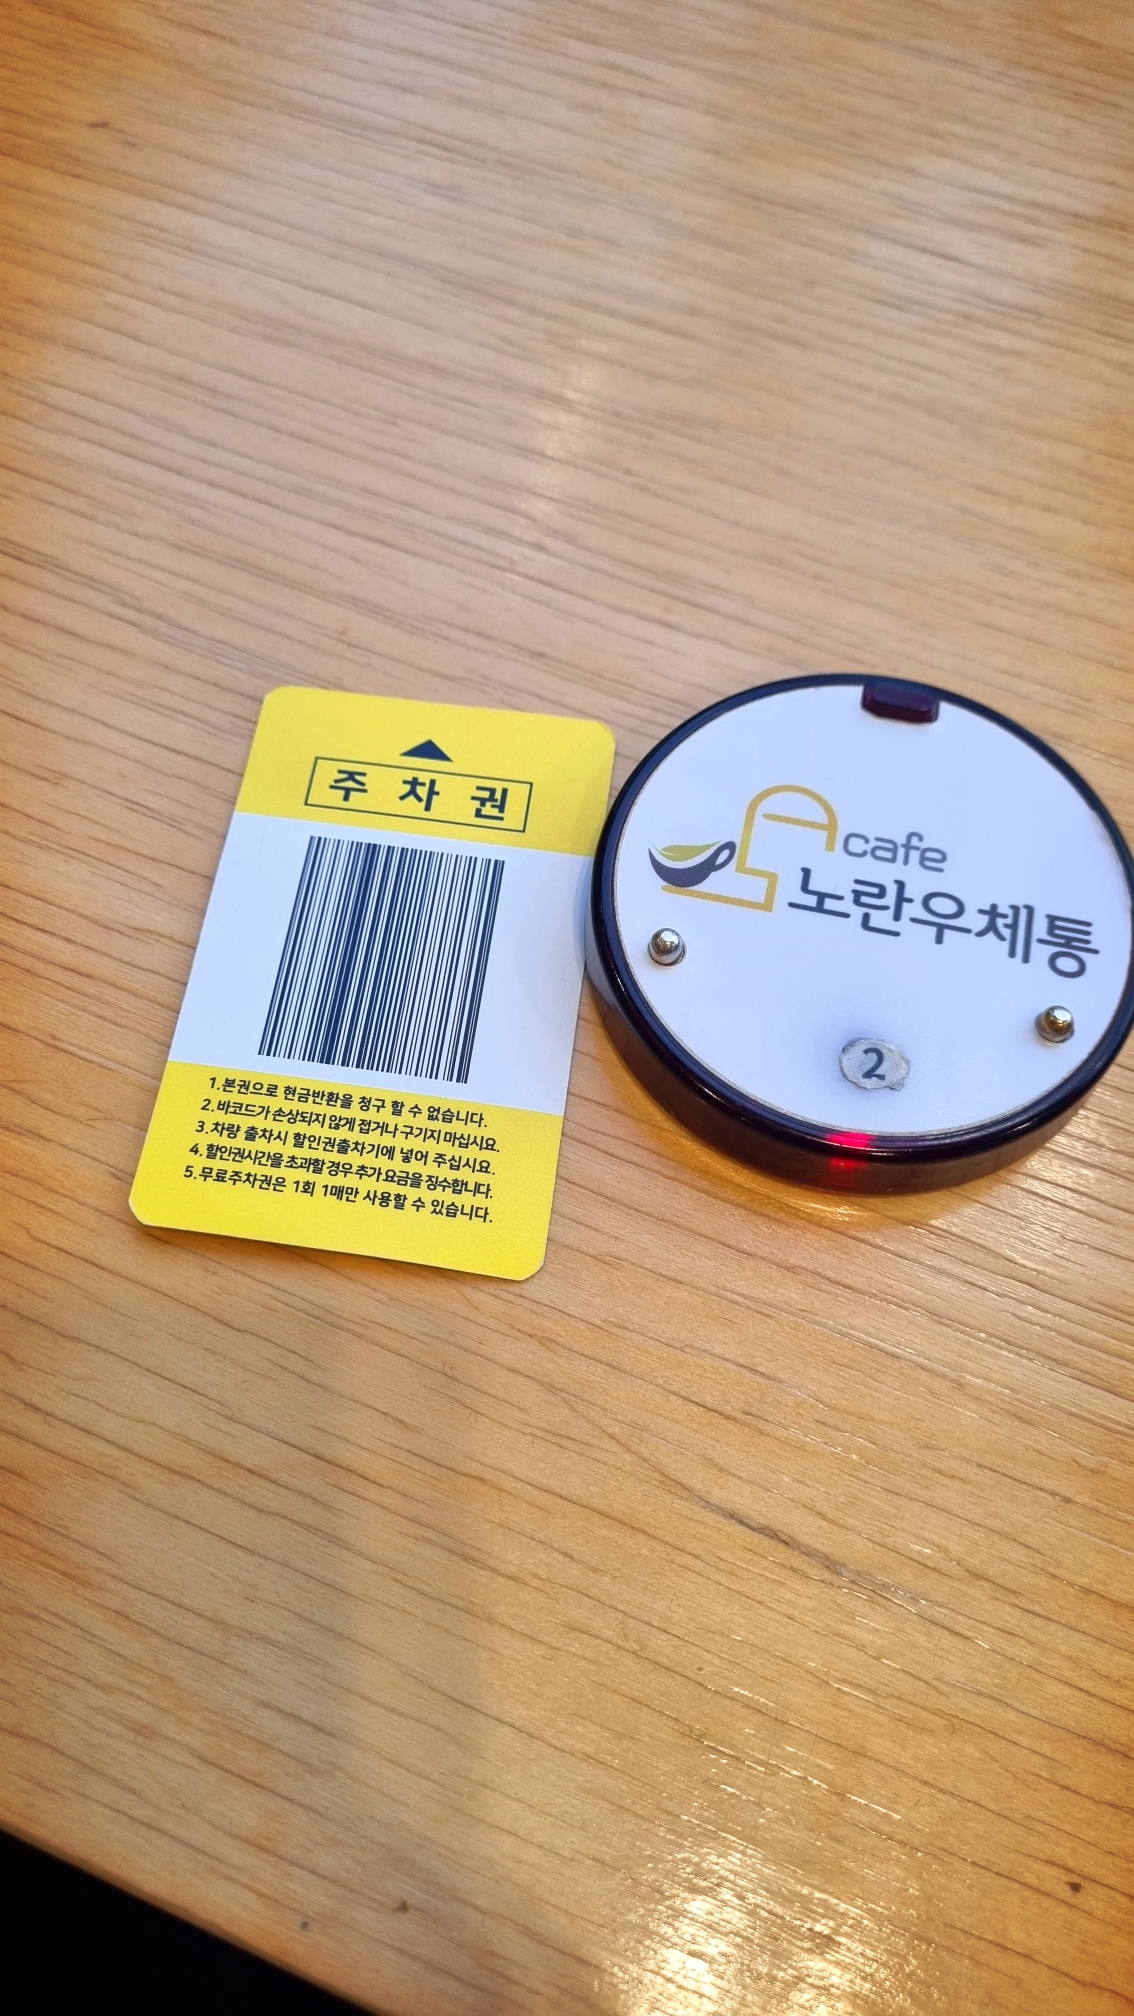 주 차 권
1.본권으로 현금반환을 청구 할 수 없습니다.
2.바코드가 손상되지 않게 접거나 구기지 마십시요.
3.차량 출차시 할인권출차기에 넣어 주십시요.
4.할인권시간을 초과할 경우 추가 요금을 징수합니다.
5.무료주차권은 1회 1매만 사용할 수 있습니다.
cafe
노란우체통
2